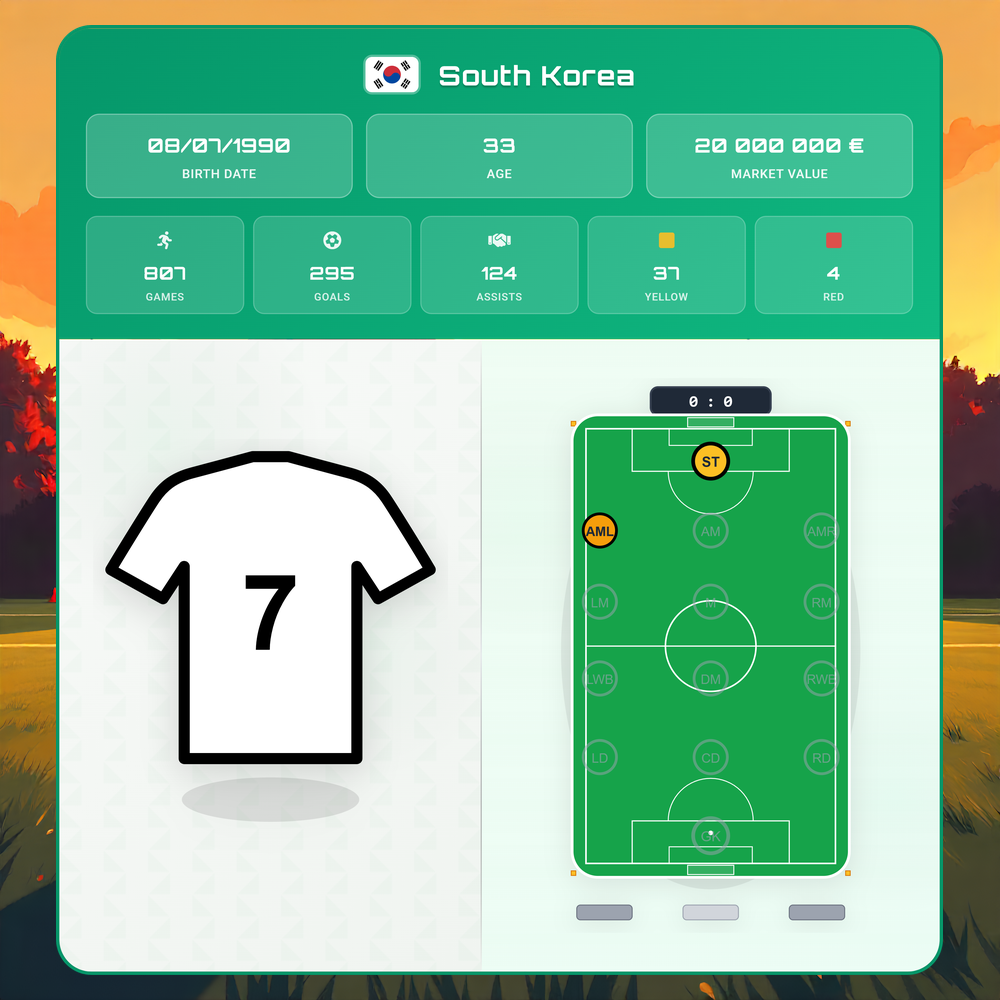 South Korea
08/07/1990
BIRTH DATE
33
AGE
20 000 000 €
MARKET VALUE
807
GAMES
295
GOALS
124
ASSISTS
37
YELLOW
4
RED
7
0 : 0
ST
AML
AM
AMR
LM
M
RM
LWB
DM
RWB
LD
CD
RD
GK